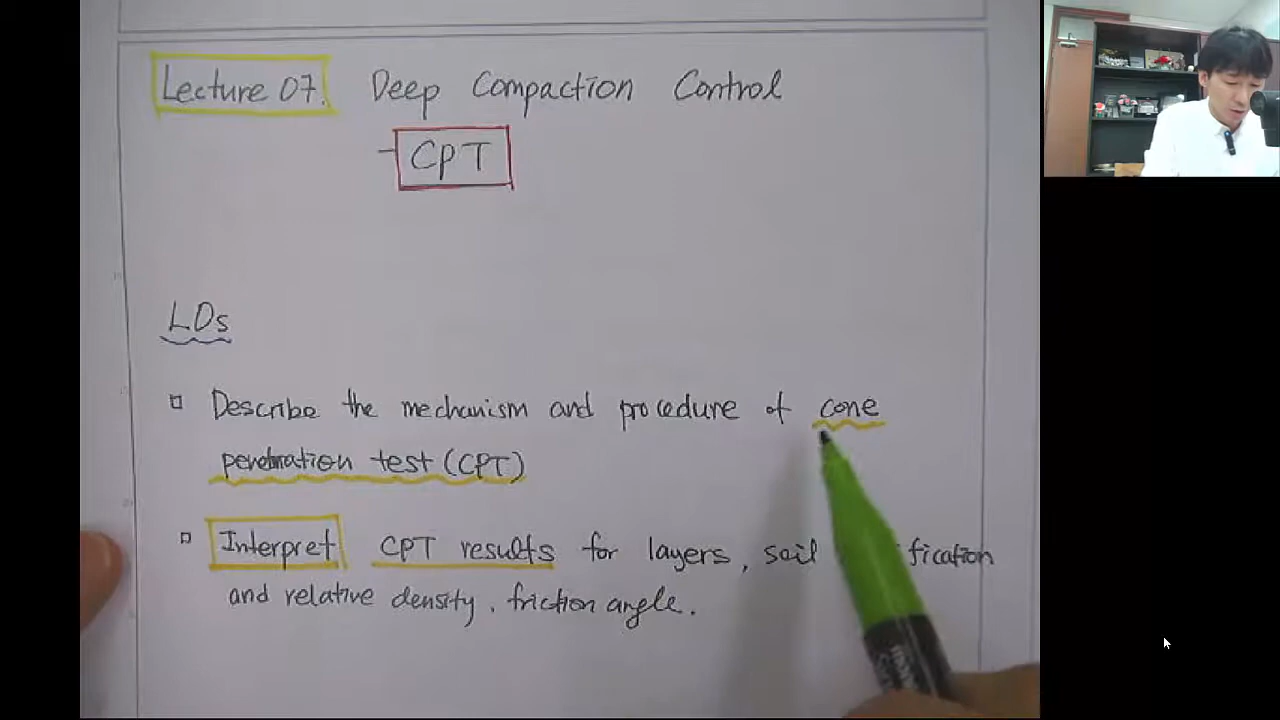 Lecture 07. Deep Compaction Control
- CPT
LOs
Describe the mechanism and procedure of cone
penetration test (CPT)
Interpret CPT results for layers, soil ification
and relative density, friction angle.